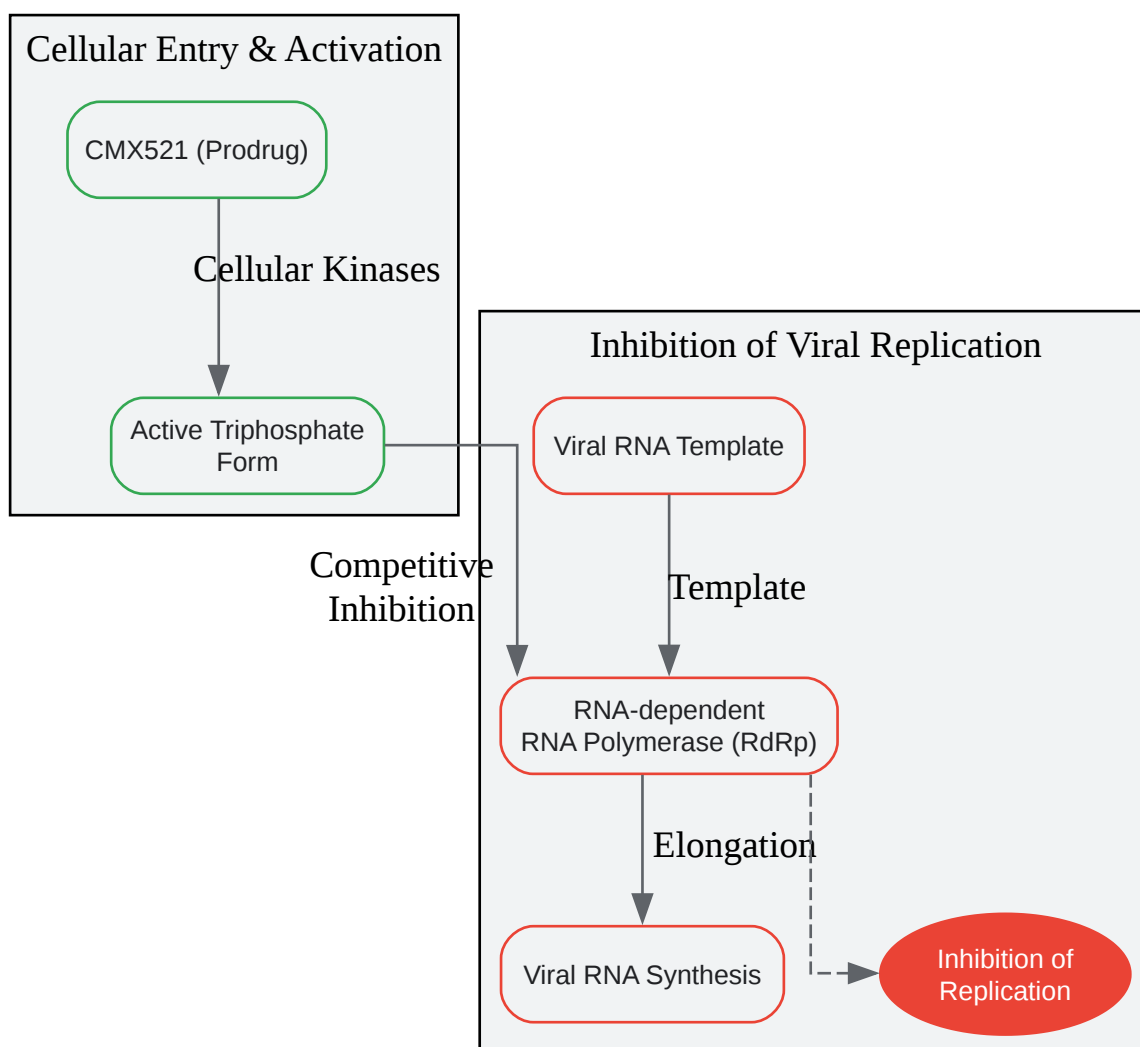 Cellular Entry & Activation
CMX521 (Prodrug)
Cellular Kinases
Active Triphosphate
Form
Inhibition of Viral Replication
Viral RNA Template
Competitive
Inhibition
Template
RNA-dependent
RNA Polymerase (RdRp)
Elongation
Viral RNA Synthesis
Inhibition of
Replication